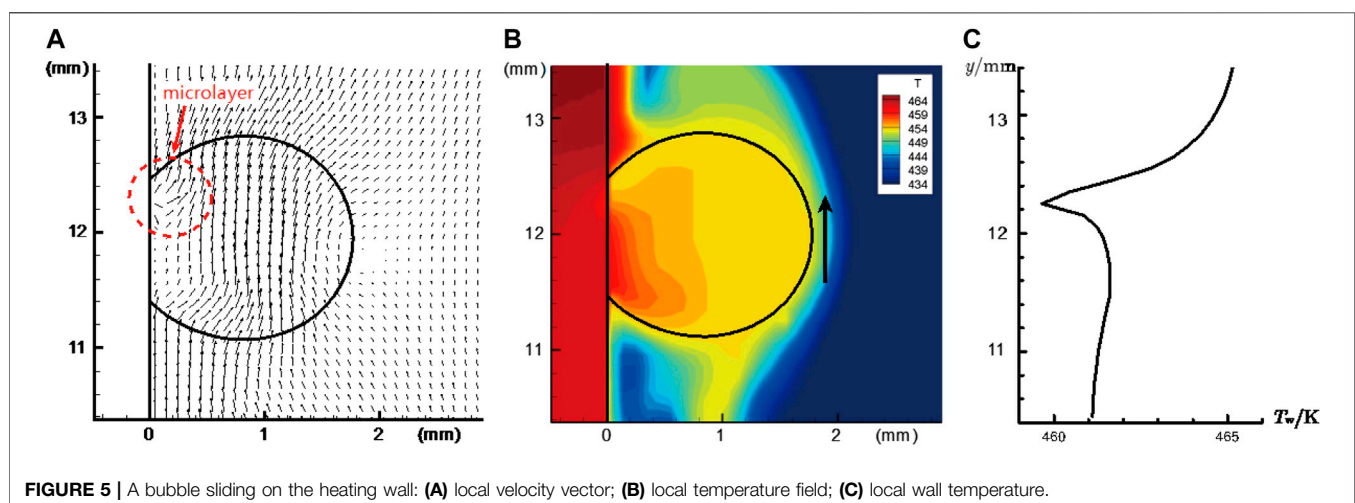 A
(mm)
microlayer
13
12
11
0
1
2
(mm)
B
(mm)
13
12
11
0
1
2
(mm)
T
464
459
454
449
444
439
434
C
y/mm
13
12
11
460
465
Tw/K
FIGURE 5 | A bubble sliding on the heating wall: (A) local velocity vector; (B) local temperature field; (C) local wall temperature.